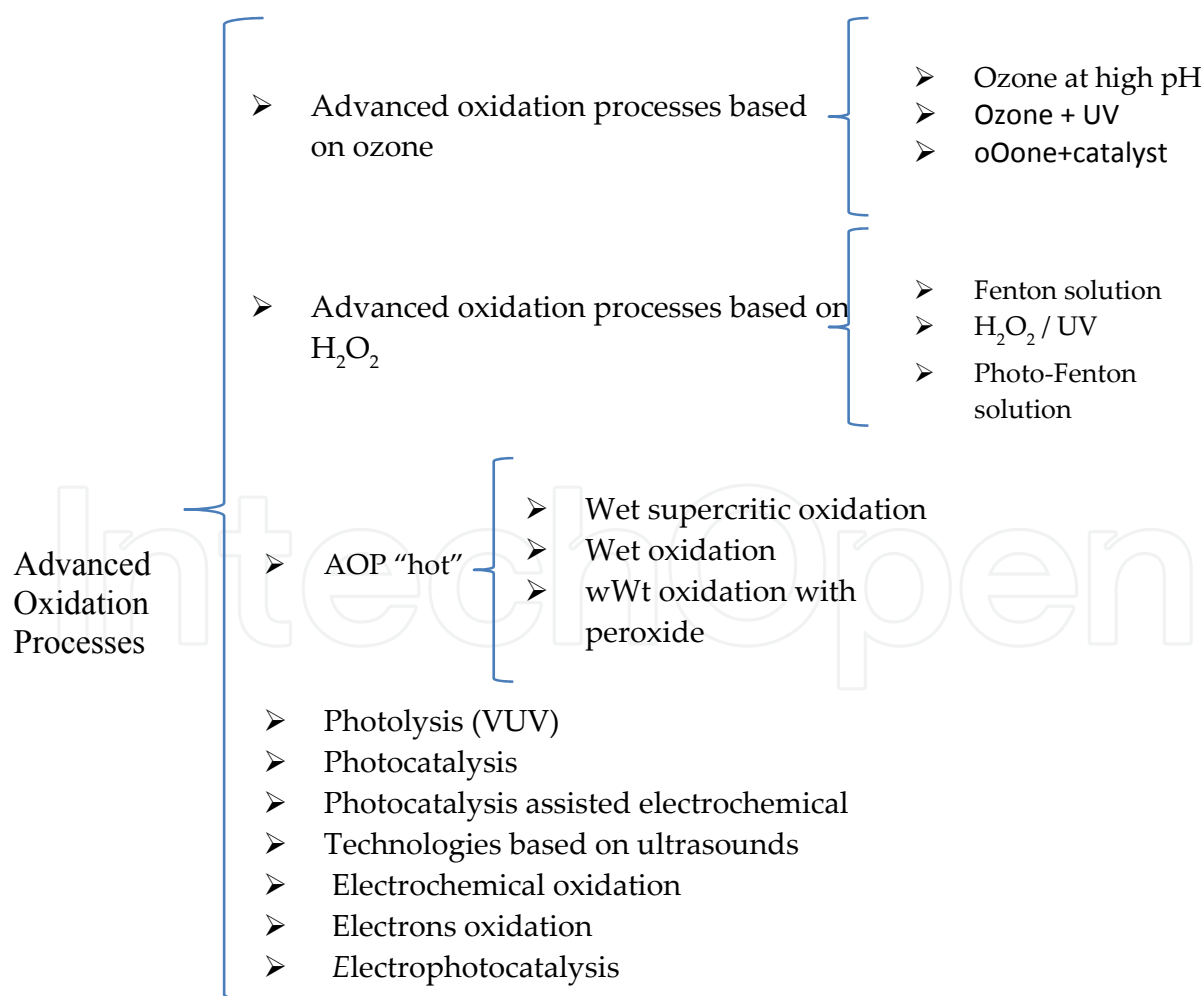 Advanced
Oxidation
Processes
➢ Advanced oxidation processes based
on ozone
➢ Ozone at high pH
➢ Ozone + UV
➢ oOone+catalyst
➢ Advanced oxidation processes based on
H₂O₂
➢ Fenton solution
➢ H₂O₂ / UV
➢ Photo-Fenton
solution
➢ AOP “hot”
➢ Wet supercritic oxidation
➢ Wet oxidation
➢ wWt oxidation with
peroxide
➢ Photolysis (VUV)
➢ Photocatalysis
➢ Photocatalysis assisted electrochemical
➢ Technologies based on ultrasounds
➢ Electrochemical oxidation
➢ Electrons oxidation
➢ Electrophotocatalysis
IntechOpen